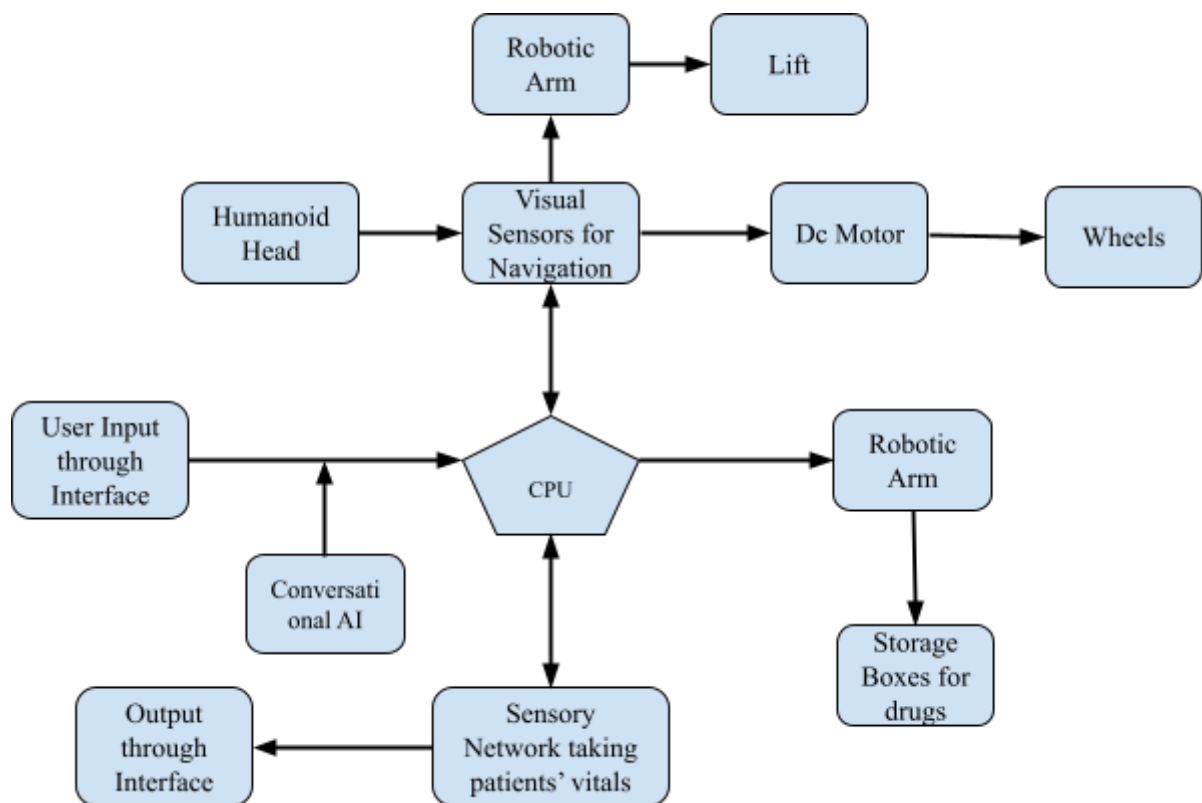 Robotic
Arm
Lift
Humanoid
Head
Visual
Sensors for
Navigation
Dc Motor
Wheels
User Input
through
Interface
CPU
Robotic
Arm
Conversati
onal AI
Storage
Boxes for
drugs
Output
through
Interface
Sensory
Network taking
patients’ vitals